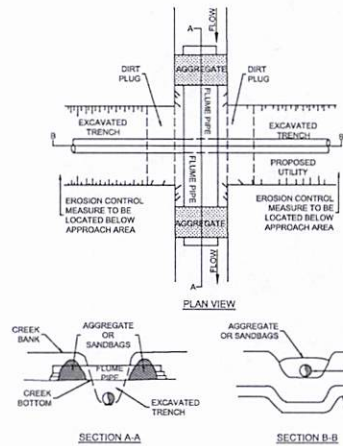 A
FLOW
AGGREGATE
DIRT
PLUG
DIRT
PLUG
FLUME PIPE
EXCAVATED
TRENCH
EXCAVATED
TRENCH
B
B
FLUME PIPE
PROPOSED
UTILITY
EROSION CONTROL
MEASURE TO BE
LOCATED BELOW
APPROACH AREA
EROSION CONTROL
MEASURE TO BE
LOCATED BELOW
APPROACH AREA
AGGREGATE
A
FLOW
PLAN VIEW
CREEK
BANK
AGGREGATE
OR
SANDBAGS
FLUME
PIPE
CREEK
BOTTOM
EXCAVATED
TRENCH
SECTION A-A
AGGREGATE
OR SANDBAGS
SECTION B-B